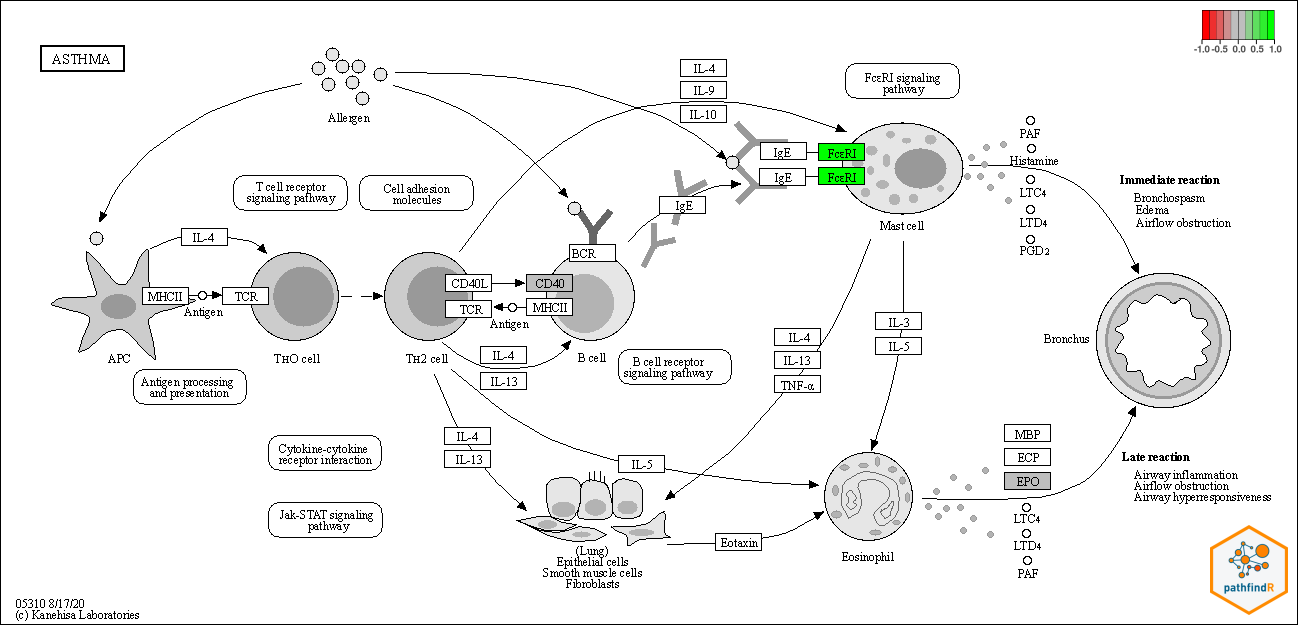 ASTHMA
-1.0 -0.5 0.0 0.5 1.0
Allergen
IL-4
IL-9
IL-10
FcεRI signaling
pathway
IgE
FcεRI
IgE
FcεRI
Mast cell
PAF
Histamine
LTC4
LTD4
PGD2
Immediate reaction
Bronchospasm
Edema
Airflow obstruction
T cell receptor
signaling pathway
Cell adhesion
molecules
IgE
IL-4
BCR
MHCII
Antigen
TCR
CD40L
CD40
TCR
Antigen
MHCII
APC
TH0 cell
TH2 cell
B cell
IL-4
IL-13
B cell receptor
signaling pathway
IL-4
IL-13
TNF-α
IL-3
IL-5
Bronchus
Antigen processing
and presentation
Cytokine-cytokine
receptor interaction
Jak-STAT signaling
pathway
IL-4
IL-13
IL-5
(Lung)
Epithelial cells
Smooth muscle cells
Fibroblasts
Eotaxin
Eosinophil
MBP
ECP
EPO
LTC4
LTD4
PAF
Late reaction
Airway inflammation
Airflow obstruction
Airway hyperresponsiveness
05310 8/17/20
(c) Kanehisa Laboratories
pathfindR